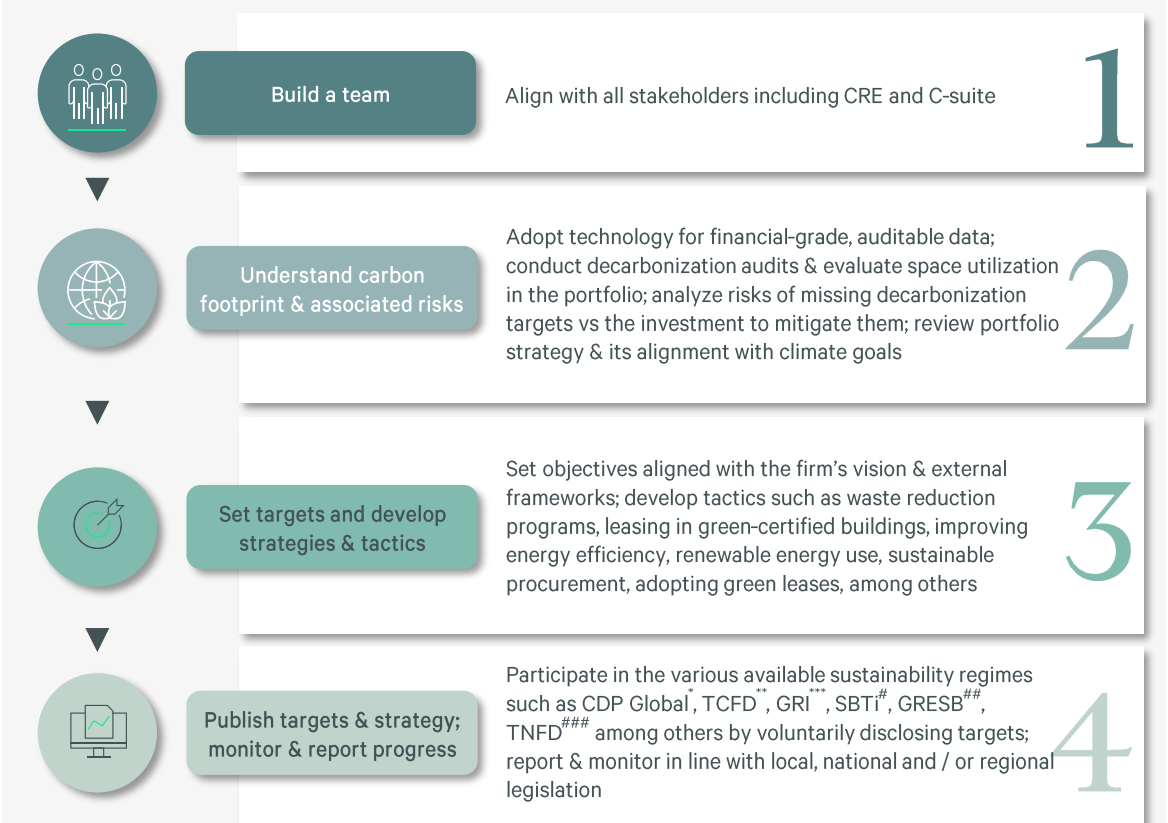 Build a team
Align with all stakeholders including CRE and C-suite
1
Understand carbon
footprint & associated risks
Adopt technology for financial-grade, auditable data;
conduct decarbonization audits & evaluate space utilization
in the portfolio; analyze risks of missing decarbonization
targets vs the investment to mitigate them; review portfolio
strategy & its alignment with climate goals
2
Set targets and develop
strategies & tactics
Set objectives aligned with the firm’s vision & external
frameworks; develop tactics such as waste reduction
programs, leasing in green-certified buildings, improving
energy efficiency, renewable energy use, sustainable
procurement, adopting green leases, among others
3
Publish targets & strategy;
monitor & report progress
Participate in the various available sustainability regimes
such as CDP Global*, TCFD**, GRI***, SBTi#, GRESB##,
TNFD### among others by voluntarily disclosing targets;
report & monitor in line with local, national and / or regional
legislation
4